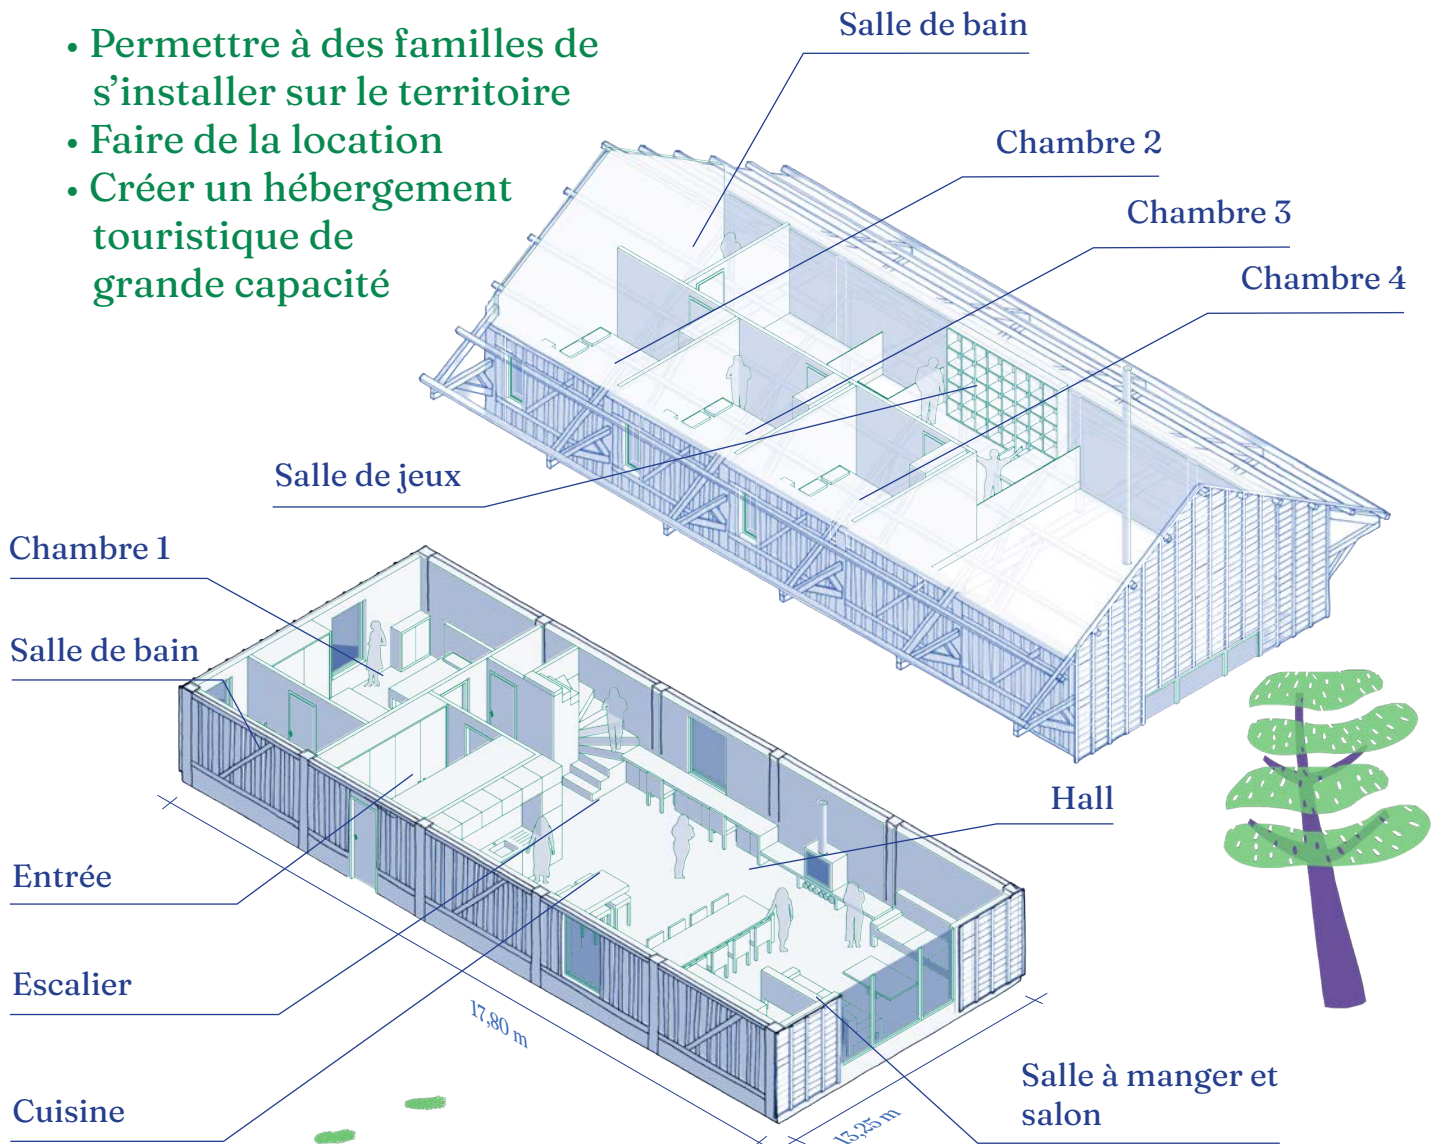 • Permettre à des familles de
s’installer sur le territoire
• Faire de la location
• Créer un hébergement
touristique de
grande capacité
Salle de bain
Chambre 2
Chambre 3
Chambre 4
Salle de jeux
Chambre 1
Salle de bain
Entrée
Escalier
Cuisine
Hall
Salle à manger et
salon
17,80 m
13,25 m